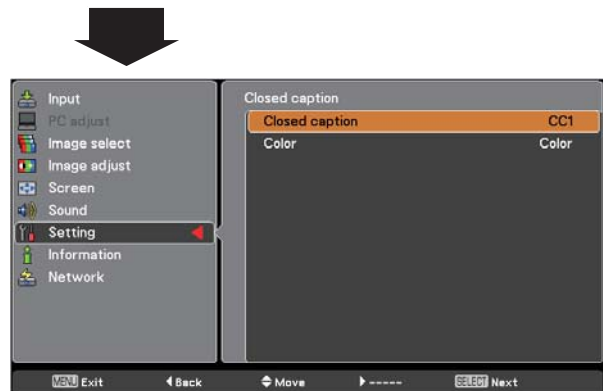 Input
PC adjust
Image select
Image adjust
Screen
Sound
Setting
Information
Network
Closed caption
Closed caption CC1
Color Color
MENU Exit Back Move ----- SELECT Next